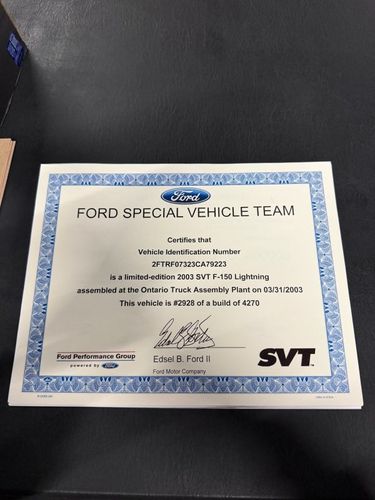 Ford
FORD SPECIAL VEHICLE TEAM
Certifies that
Vehicle Identification Number
2FTRF07323CA79223
is a limited-edition 2003 SVT F-150 Lightning
assembled at the Ontario Truck Assembly Plant on 03/31/2003
This vehicle is #2928 of a build of 4270
Edsel B. Ford II
Ford Motor Company
Ford Performance Group
powered by Ford
SVT